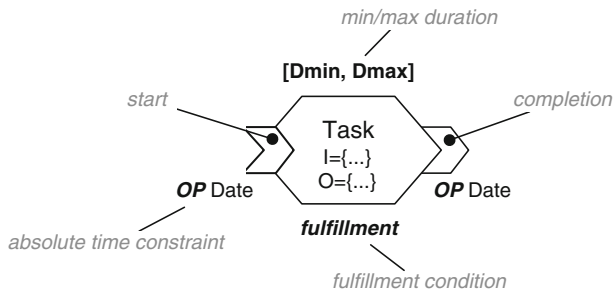 min/max duration
[Dmin, Dmax]
start
completion
Task
I={...}
O={...}
OP Date
OP Date
fulfillment
absolute time constraint
fulfillment condition